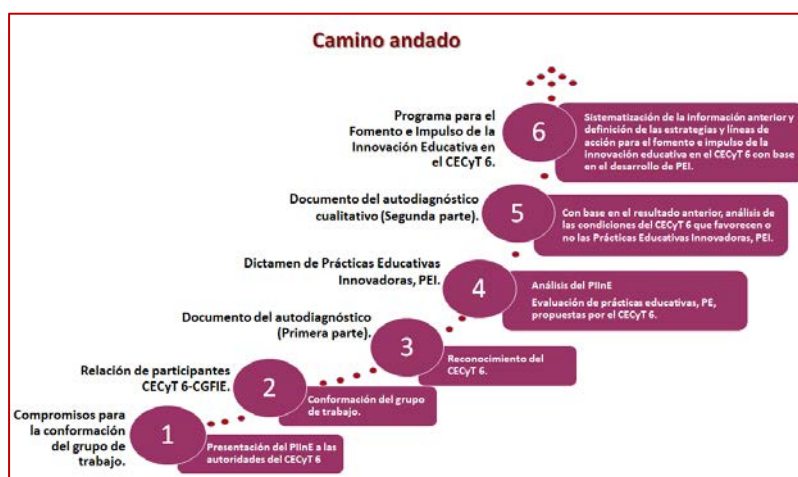 Camino andado
Programa para el
Fomento e Impulso de la
Innovación Educativa en
el CECyT 6.
6
Sistematización de la información anterior y
definición de las estrategias y líneas de
acción para el fomento e impulso de la
innovación educativa en el CECyT 6 con base
en el desarrollo de PEI.
Documento del autodiagnóstico
cualitativo (Segunda parte).
5
Con base en el resultado anterior, análisis de
las condiciones del CECyT 6 que favorecen o
no las Prácticas Educativas Innovadoras, PEI.
Dictamen de Prácticas Educativas
Innovadoras, PEI.
4
Análisis del PIInE
Evaluación de prácticas educativas, PE,
propuestas por el CECyT 6.
Documento del autodiagnóstico
(Primera parte).
3
Reconocimiento del
CECyT 6.
Relación de participantes
CECyT 6-CGFIE.
2
Conformación del grupo
de trabajo.
Compromisos para la
la conformación
del grupo de
trabajo.
1
Presentación del PIInE a las
autoridades del CECyT 6